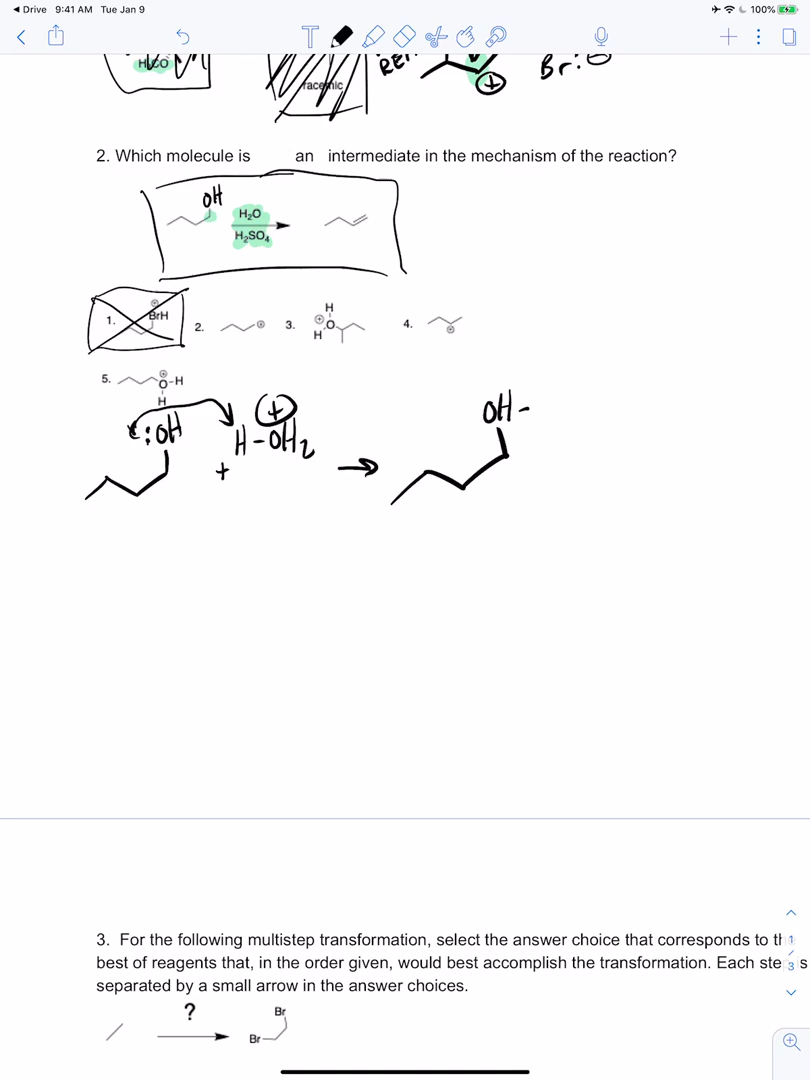 Drive 9:41 AM Tue Jan 9 100%
T
H₃CO
racemic
Br:⊖
⊕
2. Which molecule is an intermediate in the mechanism of the reaction?
OH
H₂O
H₂SO₄
1. BrH ⊕
2. ⊕
3. H ⊕ O H
4. ⊕
5. ⊕ O-H H
:OH
H-OH₂ ⊕
+
OH-
3. For the following multistep transformation, select the answer choice that corresponds to th
best of reagents that, in the order given, would best accomplish the transformation. Each ste s
separated by a small arrow in the answer choices.
1
/
3
?
Br
Br